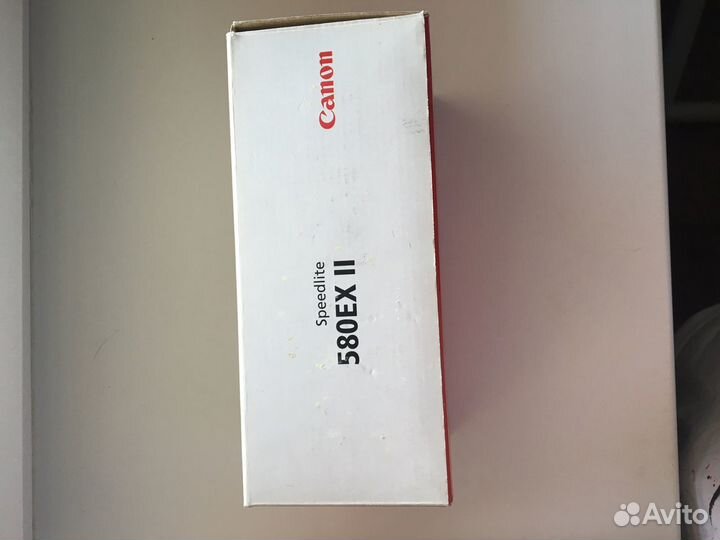 Canon
Speedlite
580EX II
Avito